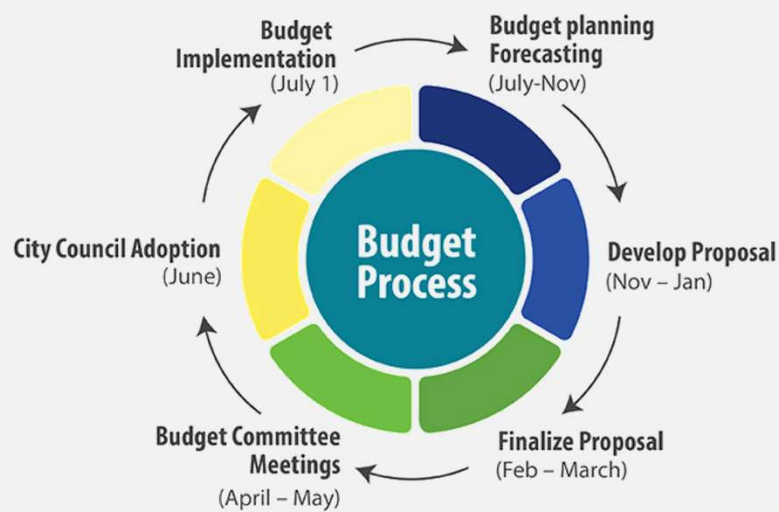 Budget
Implementation
(July 1)
Budget planning
Forecasting
(July-Nov)
Develop Proposal
(Nov – Jan)
Finalize Proposal
(Feb – March)
Budget Committee
Meetings
(April – May)
City Council Adoption
(June)
Budget
Process